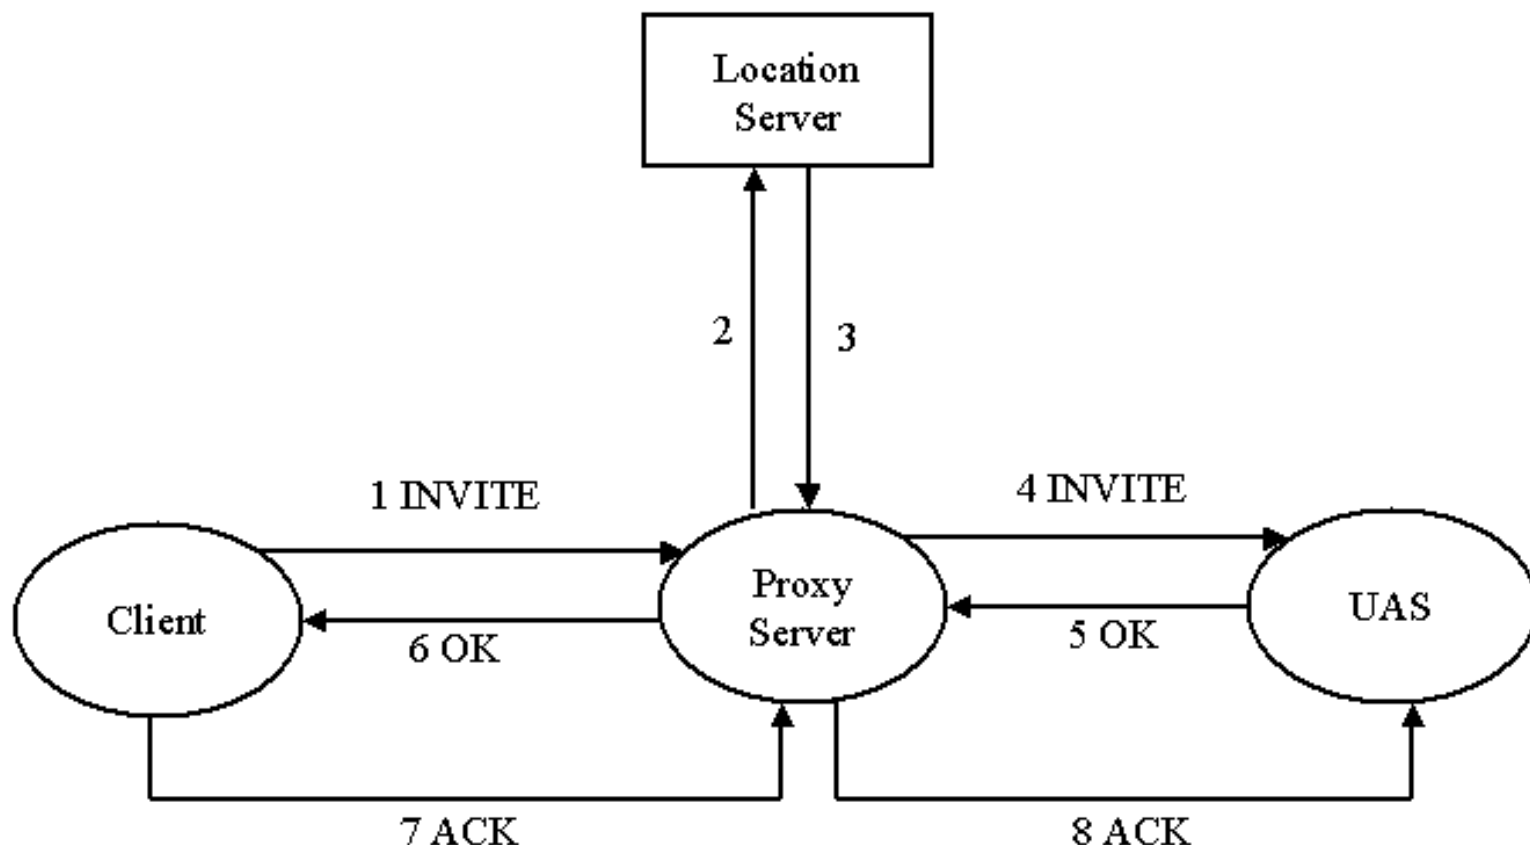 Location
Server
2
3
1 INVITE
4 INVITE
Client
Proxy
Server
UAS
6 OK
5 OK
7 ACK
8 ACK